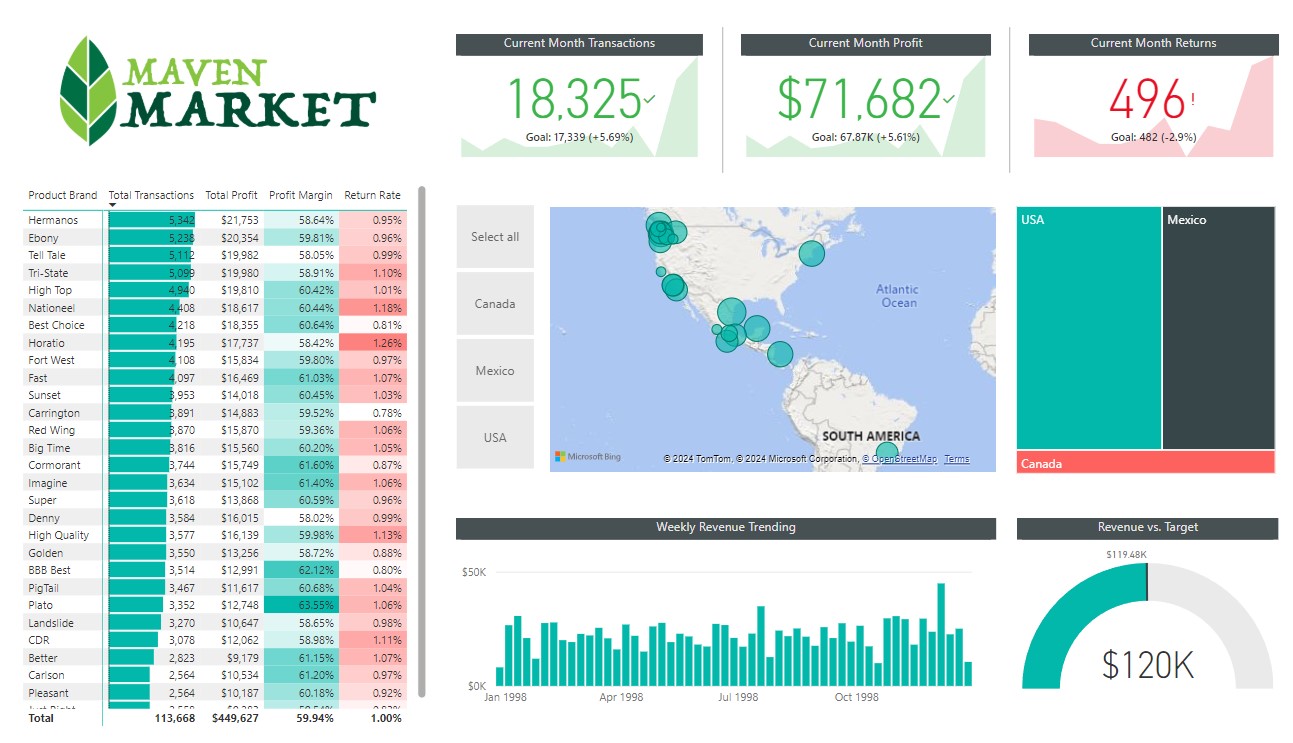 MAVEN
MARKET
Current Month Transactions
18,325
Goal: 17,339 (+5.69%)
Current Month Profit
$71,682
Goal: 67.87K (+5.61%)
Current Month Returns
496!
Goal: 482 (-2.9%)
Product Brand Total Transactions Total Profit Profit Margin Return Rate
Hermanos 5,342 $21,753 58.64% 0.95%
Ebony 5,238 $20,354 59.81% 0.96%
Tell Tale 5,112 $19,982 58.05% 0.99%
Tri-State 5,099 $19,980 58.91% 1.10%
High Top 4,940 $19,810 60.42% 1.01%
Nationeel 4,408 $18,617 60.44% 1.18%
Best Choice 4,218 $18,355 60.64% 0.81%
Horatio 4,195 $17,737 58.42% 1.26%
Fort West 4,108 $15,834 59.80% 0.97%
Fast 4,097 $16,469 61.03% 1.07%
Sunset 3,953 $14,018 60.45% 1.03%
Carrington 3,891 $14,883 59.52% 0.78%
Red Wing 3,870 $15,870 59.36% 1.06%
Big Time 3,816 $15,560 60.20% 1.05%
Cormorant 3,744 $15,749 61.60% 0.87%
Imagine 3,634 $15,102 61.40% 1.06%
Super 3,618 $13,868 60.59% 0.96%
Denny 3,584 $16,015 58.02% 0.99%
High Quality 3,577 $16,139 59.98% 1.13%
Golden 3,550 $13,256 58.72% 0.88%
BBB Best 3,514 $12,991 62.12% 0.80%
PigTail 3,467 $11,617 60.68% 1.04%
Plato 3,352 $12,748 63.55% 1.06%
Landslide 3,270 $10,647 58.65% 0.98%
CDR 3,078 $12,062 58.98% 1.11%
Better 2,823 $9,179 61.15% 1.07%
Carlson 2,564 $10,534 61.20% 0.97%
Pleasant 2,564 $10,187 60.18% 0.92%
Total 113,668 $449,627 59.94% 1.00%
Select all
Canada
Mexico
USA
Atlantic
Ocean
SOUTH AMERICA
Microsoft Bing
© 2024 TomTom, © 2024 Microsoft Corporation, © OpenStreetMap Terms
USA
Mexico
Canada
Weekly Revenue Trending
$50K
$0K
Jan 1998 Apr 1998 Jul 1998 Oct 1998
Revenue vs. Target
$119.48K
$120K